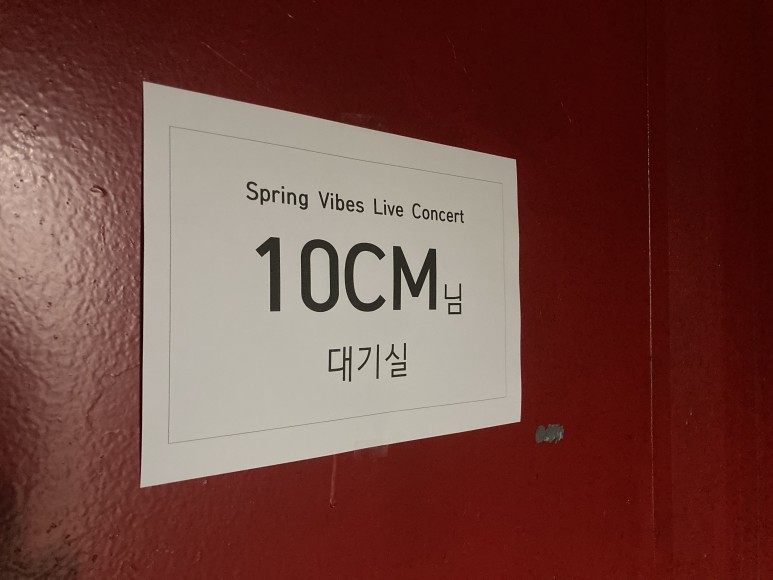 Spring Vibes Live Concert
10CM님
대기실